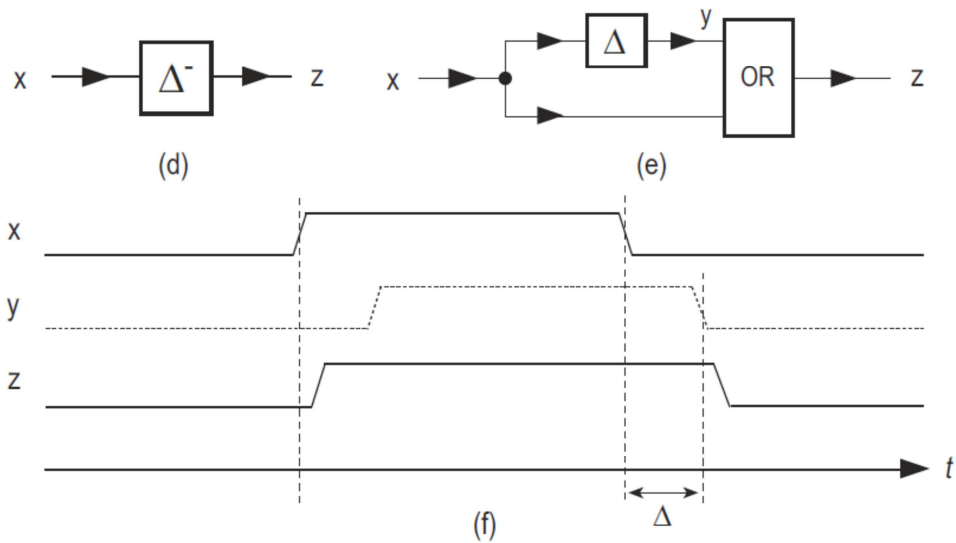 x Δ⁻ z
x Δ y OR z
(d) (e)
x
y
z
t
Δ
(f)